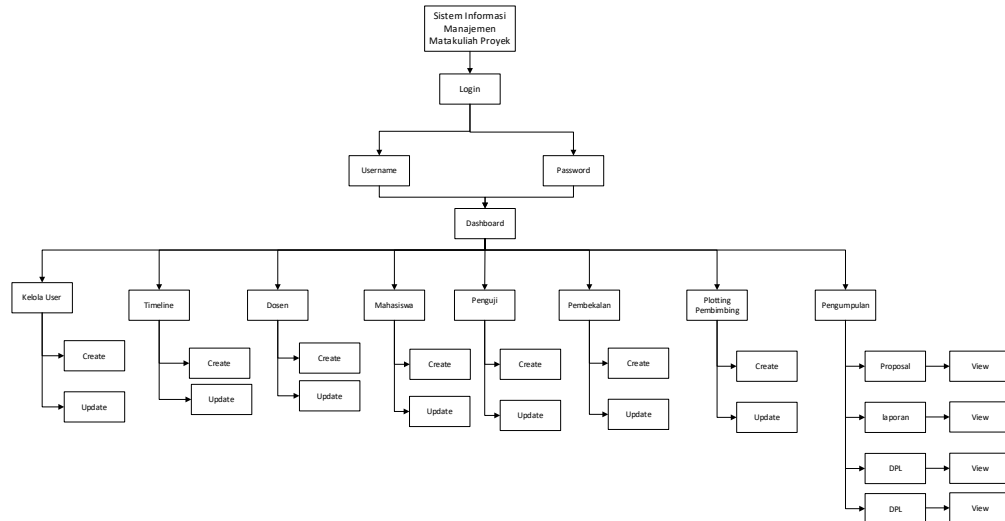 Sistem Informasi
Manajemen
Matakuliah Proyek
Login
Username
Password
Dashboard
Kelola User
Timeline
Dosen
Mahasiswa
Penguji
Pembekalan
Plotting
Pembimbing
Pengumpulan
Create
Create
Create
Create
Create
Create
Create
Proposal
View
Update
Update
Update
Update
Update
Update
Update
laporan
View
DPL
View
DPL
View